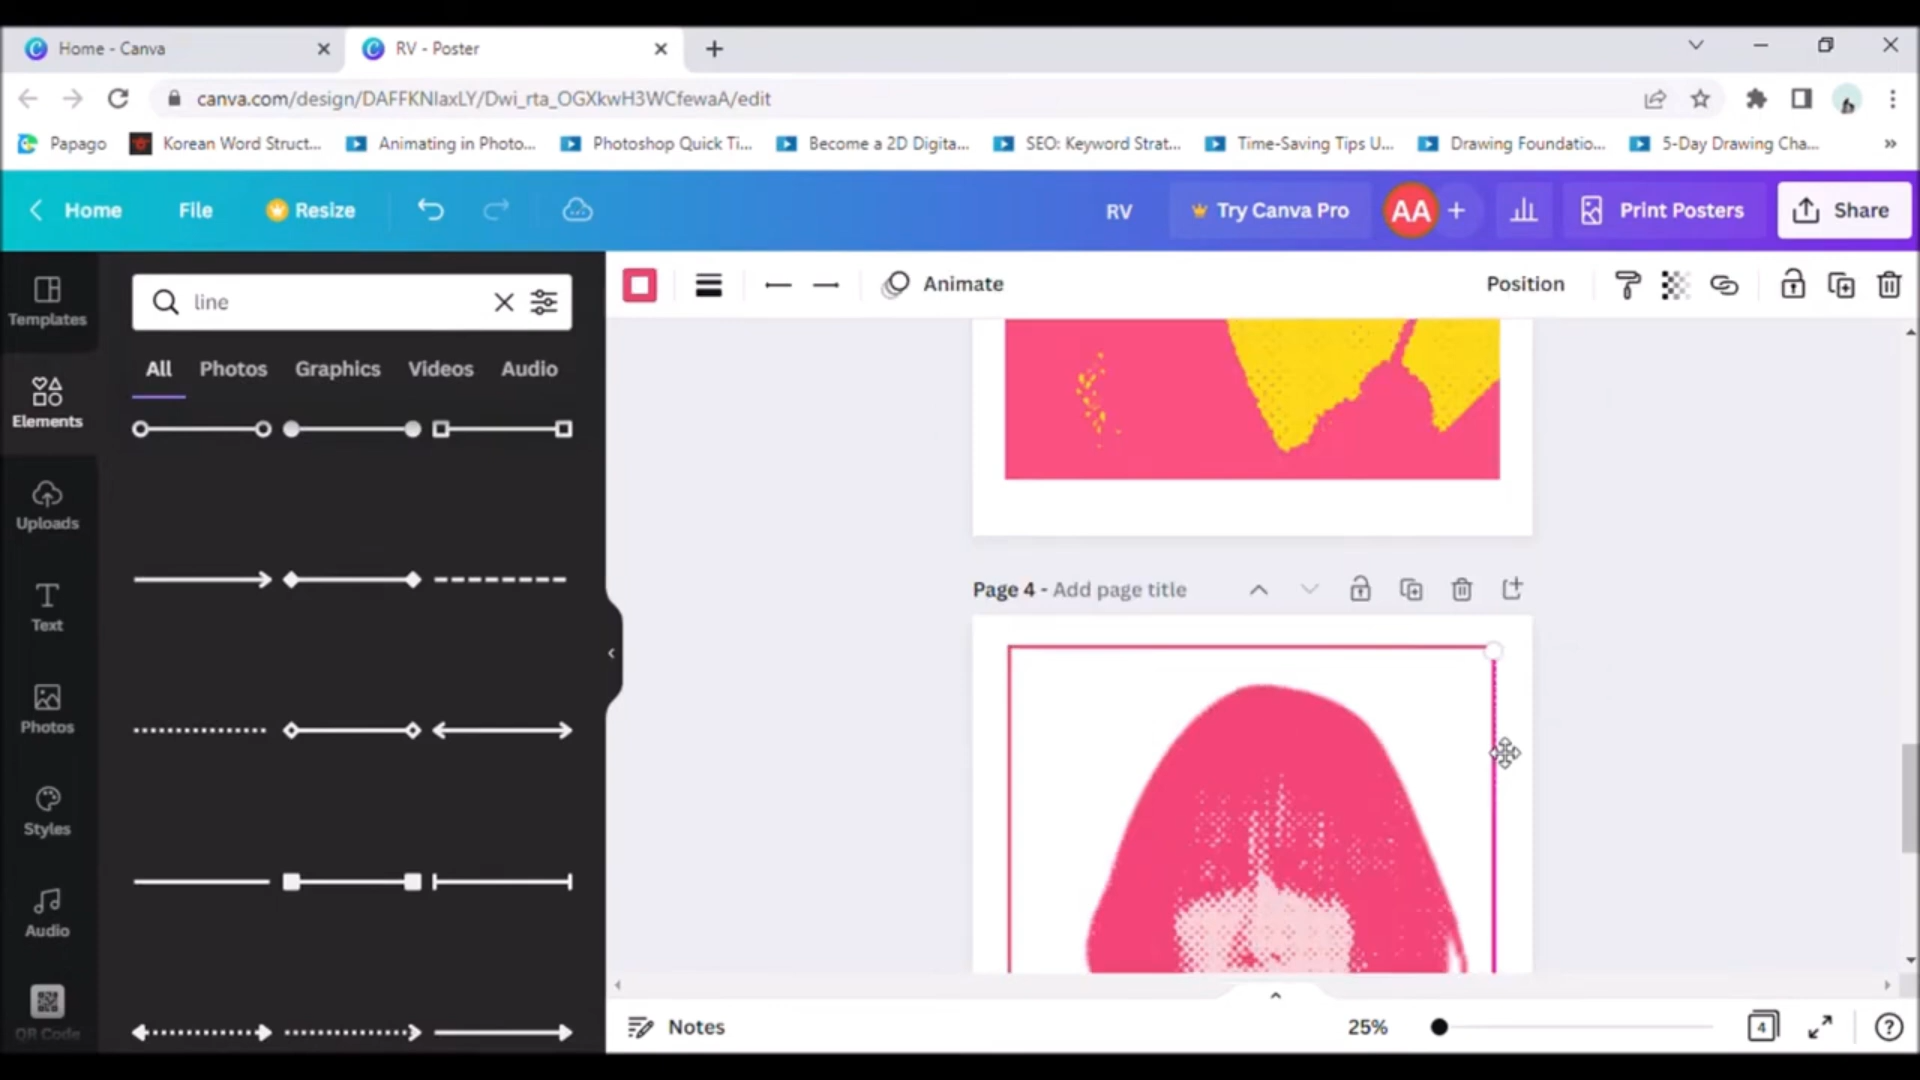 Home - Canva
RV - Poster
canva.com/design/DAFFKNIaxLY/Dwi_rta_OGXkwH3WCfewaA/edit
Papago
Korean Word Struct...
Animating in Photo...
Photoshop Quick Ti...
Become a 2D Digita...
SEO: Keyword Strat...
Time-Saving Tips U...
Drawing Foundatio...
5-Day Drawing Cha...
»
Home
File
Resize
RV
Try Canva Pro
AA
Print Posters
Share
Templates
Elements
Uploads
Text
Photos
Styles
Audio
QR Code
line
All
Photos
Graphics
Videos
Audio
Animate
Position
Page 4 - Add page title
Notes
25%
4